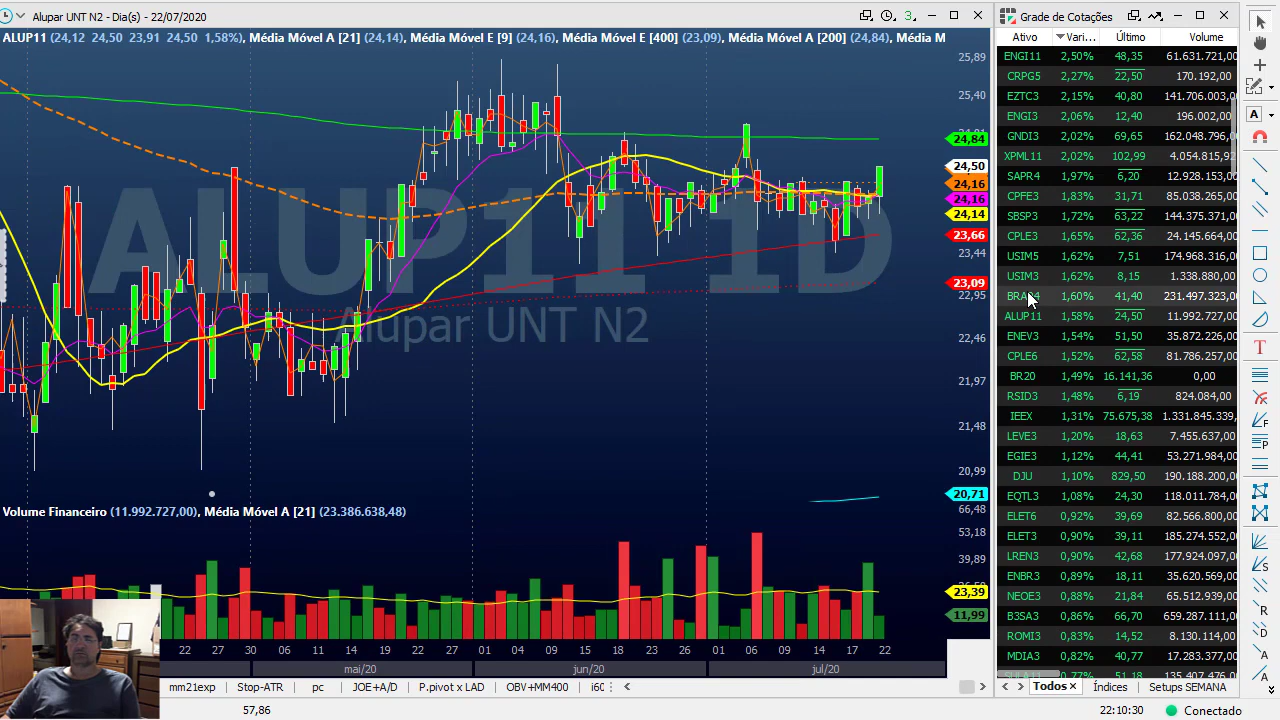 Alupar UNT N2 - Dia(s) - 22/07/2020
3.
ALUP11 (24,12 24,50 23,91 24,50 1,58%), Média Móvel A [21] (24,14), Média Móvel E [9] (24,16), Média Móvel E [400] (23,09), Média Móvel A [200] (24,84), Média M
25,89
25,40
24,84
24,50
24,16
24,16
24,14
23,66
23,44
23,09
22,95
22,46
21,97
21,48
20,99
20,71
ALUP11 1D
Alupar UNT N2
Volume Financeiro (11.992.727,00), Média Móvel A [21] (23.386.638,48)
66,48
53,18
39,89
23,39
11,99
22 25 27 30 06 11 14 19 22 27 01 04 09 15 18 23 26 01 07 10 15 17 22
mai/20 jun/20 jul/20
mm21exp Stop-ATR pc JOE+A/D P.pivot x LAD OBV+MM400 i60
57,86
Grade de Cotações
Ativo Vari... Último Volume
ENGI11 2,50% 48,35 61.631.721,00
CRPG5 2,27% 22,50 170.192,00
EZTC3 2,15% 40,80 141.706.003,
ENGI3 2,06% 12,40 196.002,00
GNDI3 2,02% 69,65 162.048.796,
XPML11 2,02% 102,99 4.054.815,
SAPR4 1,97% 6,20 12.928.153,00
CPFE3 1,83% 31,71 85.038.265,00
SBSP3 1,72% 63,22 144.375.371,
CPLE3 1,65% 62,36 24.145.664,00
USIM5 1,62% 7,51 174.968.316,
USIM3 1,62% 8,15 1.338.880,00
1,60% 41,40 231.497.323,
ALUP11 1,58% 24,50 11.992.727,00
ENEV3 1,54% 51,50 35.872.226,00
CPLE6 1,52% 62,58 81.786.257,00
BR20 1,49% 16.141,36 0,00
RSID3 1,48% 6,19 824.084,00
IEEX 1,31% 75.675,38 1.331.845.339,
LEVE3 1,20% 18,63 7.455.637,00
EGIE3 1,12% 44,41 53.271.984,00
DJU 1,10% 829,50 190.188.200,
EQTL3 1,08% 24,30 118.011.784,
ELET6 0,92% 39,69 82.566.800,00
ELET3 0,90% 39,11 185.274.552,
LREN3 0,90% 42,68 177.924.097,
ENBR3 0,89% 18,11 35.620.569,00
NEOE3 0,88% 21,84 65.512.939,00
B3SA3 0,86% 66,70 659.287.111,
ROMI3 0,83% 14,52 8.130.114,00
MDIA3 0,82% 40,77 17.283.377,00
0,77% 51,18 135.407.476,
Todos Índices Setups SEMANA
22:10:30 Conectado